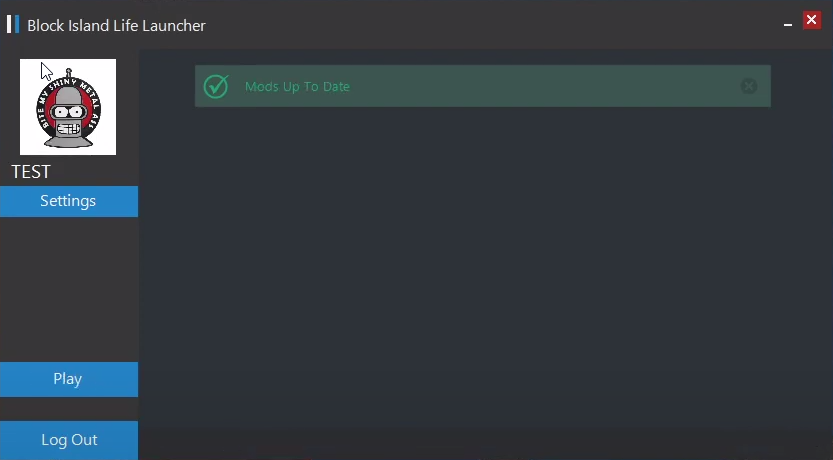 Block Island Life Launcher
BITE MY SHINY METAL ASS
Mods Up To Date
TEST
Settings
Play
Log Out